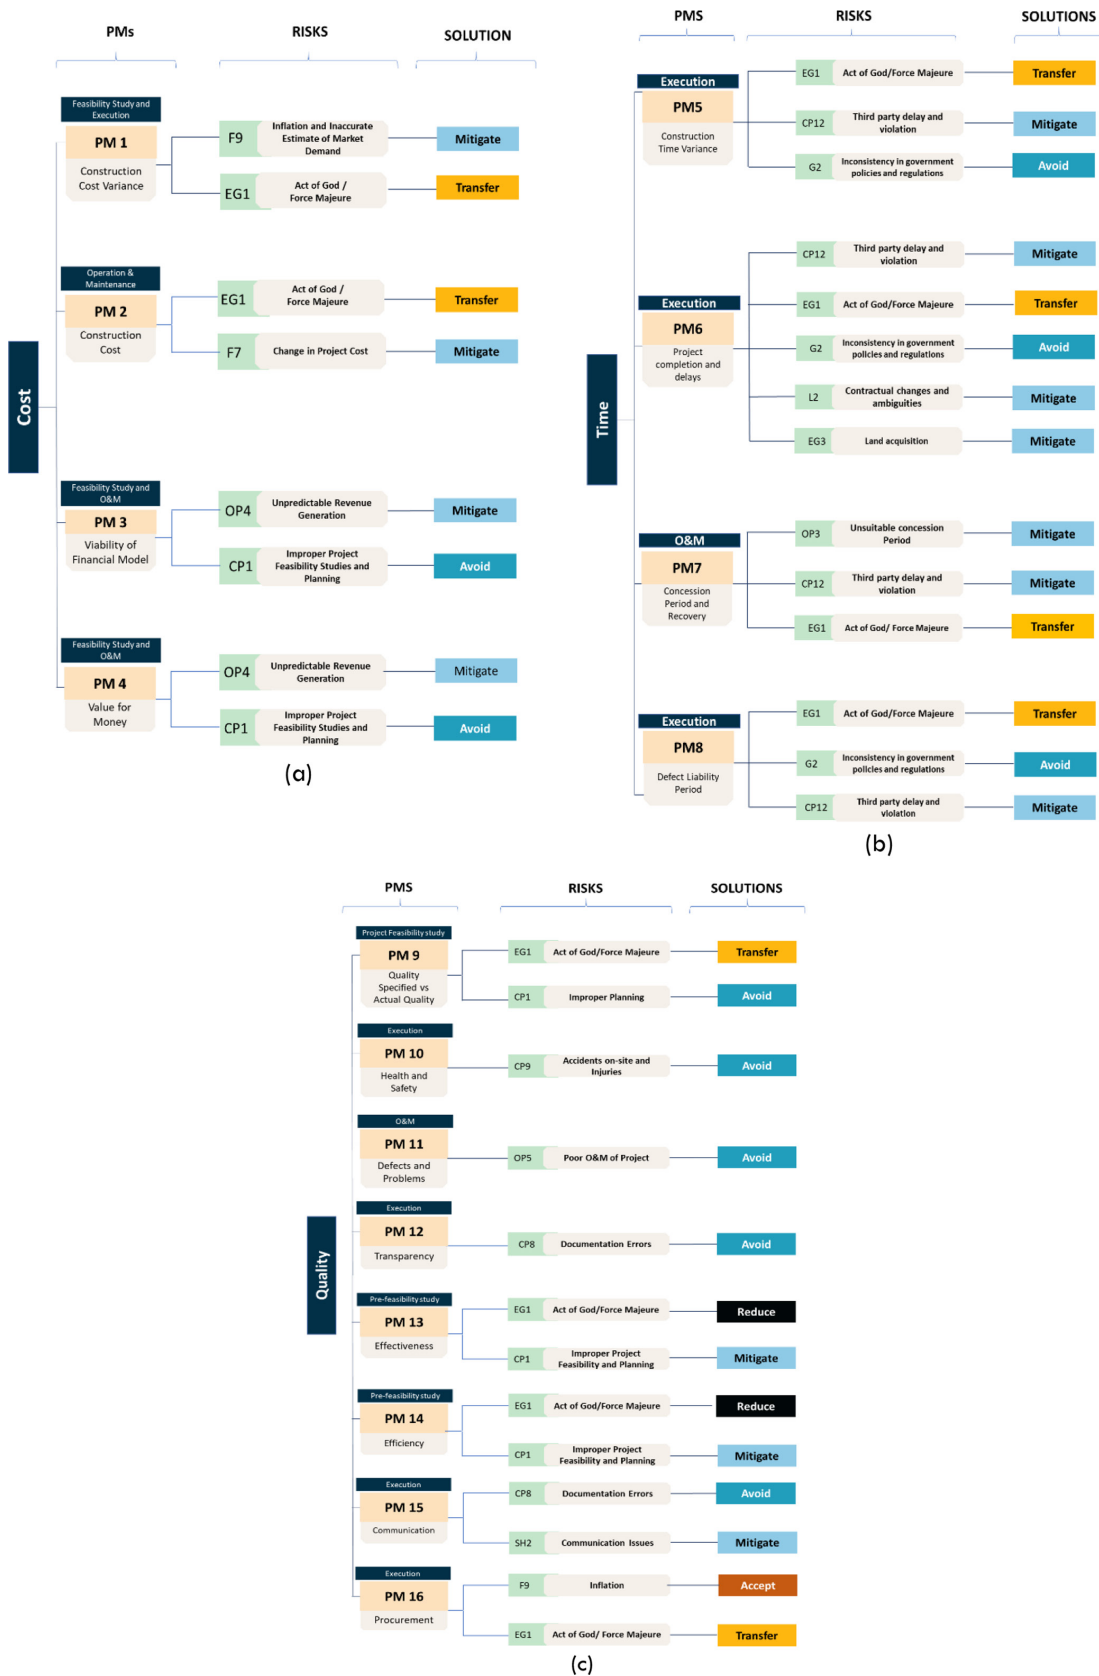 PMs
RISKS
SOLUTION
Cost
Feasibility Study and
Execution
PM 1
Construction
Cost Variance
F9
Inflation and Inaccurate
Estimate of Market
Demand
Mitigate
EG1
Act of God /
Force Majeure
Transfer
Operation &
Maintenance
PM 2
Construction
Cost
EG1
Act of God /
Force Majeure
Transfer
F7
Change in Project Cost
Mitigate
Feasibility Study and
O&M
PM 3
Viability of
Financial Model
OP4
Unpredictable Revenue
Generation
Mitigate
CP1
Improper Project
Feasibility Studies and
Planning
Avoid
Feasibility Study and
O&M
PM 4
Value for
Money
OP4
Unpredictable Revenue
Generation
Mitigate
CP1
Improper Project
Feasibility Studies and
Planning
Avoid
(a)
PMS
RISKS
SOLUTIONS
Time
Execution
PM5
Construction
Time Variance
EG1
Act of God/Force Majeure
Transfer
CP12
Third party delay and
violation
Mitigate
G2
Inconsistency in government
policies and regulations
Avoid
Execution
PM6
Project
completion and
delays
CP12
Third party delay and
violation
Mitigate
EG1
Act of God/Force Majeure
Transfer
G2
Inconsistency in government
policies and regulations
Avoid
L2
Contractual changes and
ambiguities
Mitigate
EG3
Land acquisition
Mitigate
O&M
PM7
Concession
Period and
Recovery
OP3
Unsuitable concession
Period
Mitigate
CP12
Third party delay and
violation
Mitigate
EG1
Act of God/ Force Majeure
Transfer
Execution
PM8
Defect Liability
Period
EG1
Act of God/Force Majeure
Transfer
G2
Inconsistency in government
policies and regulations
Avoid
CP12
Third party delay and
violation
Mitigate
(b)
PMS
RISKS
SOLUTIONS
Quality
Project Feasibility study
PM 9
Quality
Specified vs
Actual Quality
EG1
Act of God/Force Majeure
Transfer
CP1
Improper Planning
Avoid
Execution
PM 10
Health and
Safety
CP9
Accidents on-site and
Injuries
Avoid
O&M
PM 11
Defects and
Problems
OP5
Poor O&M of Project
Avoid
Execution
PM 12
Transparency
CP8
Documentation Errors
Avoid
Pre-feasibility study
PM 13
Effectiveness
EG1
Act of God/Force Majeure
Reduce
CP1
Improper Project
Feasibility and Planning
Mitigate
Pre-feasibility study
PM 14
Efficiency
EG1
Act of God/Force Majeure
Reduce
CP1
Improper Project
Feasibility and Planning
Mitigate
Execution
PM 15
Communication
CP8
Documentation Errors
Avoid
SH2
Communication Issues
Mitigate
Execution
PM 16
Procurement
F9
Inflation
Accept
EG1
Act of God/ Force Majeure
Transfer
(c)